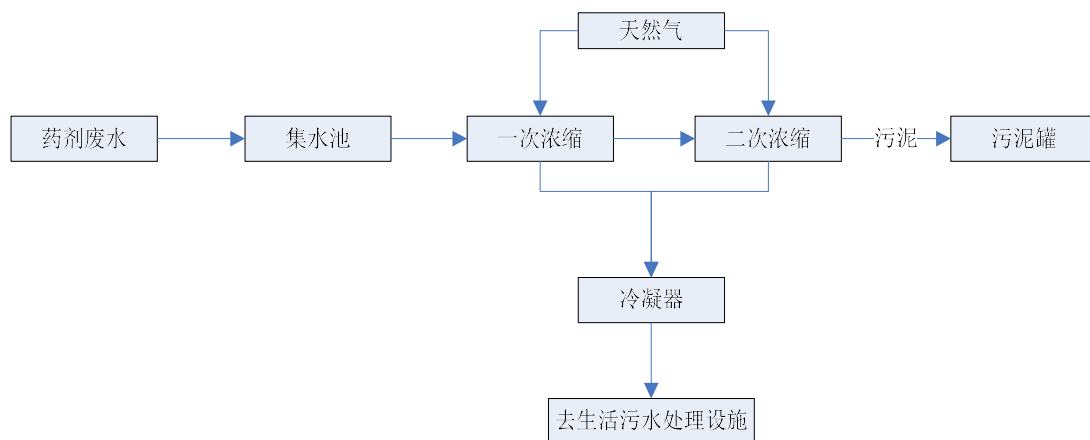 天然气
药剂废水
集水池
一次浓缩
二次浓缩
污泥
污泥罐
冷凝器
去生活污水处理设施